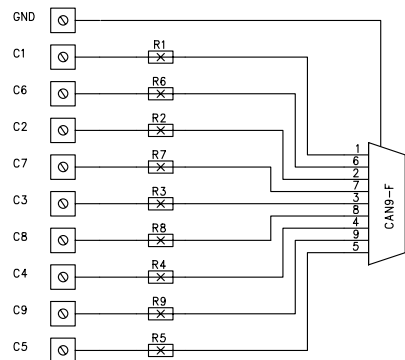 GND
C1 R1
C6 R6
C2 R2
C7 R7
C3 R3
C8 R8
C4 R4
C9 R9
C5 R5
1
6
2
7
3
8
4
9
5
CAN9-F